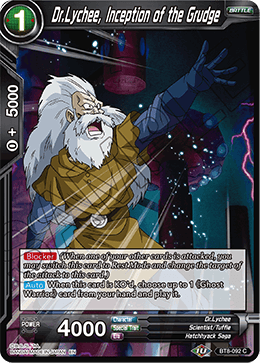 1
Dr.Lychee, Inception of the Grudge
BATTLE
+ 5000
Blocker (When one of your other cards is attacked, you
may switch this card to Rest Mode and change the target of
the attack to this card.)
Auto When this card is KO'd, choose up to 1 《Ghost
Warrior》 card from your hand and play it.
POWER
4000
Character Dr.Lychee
Special Trait Scientist/Tuffle
Era Hatchhyack Saga
BT8-092 C